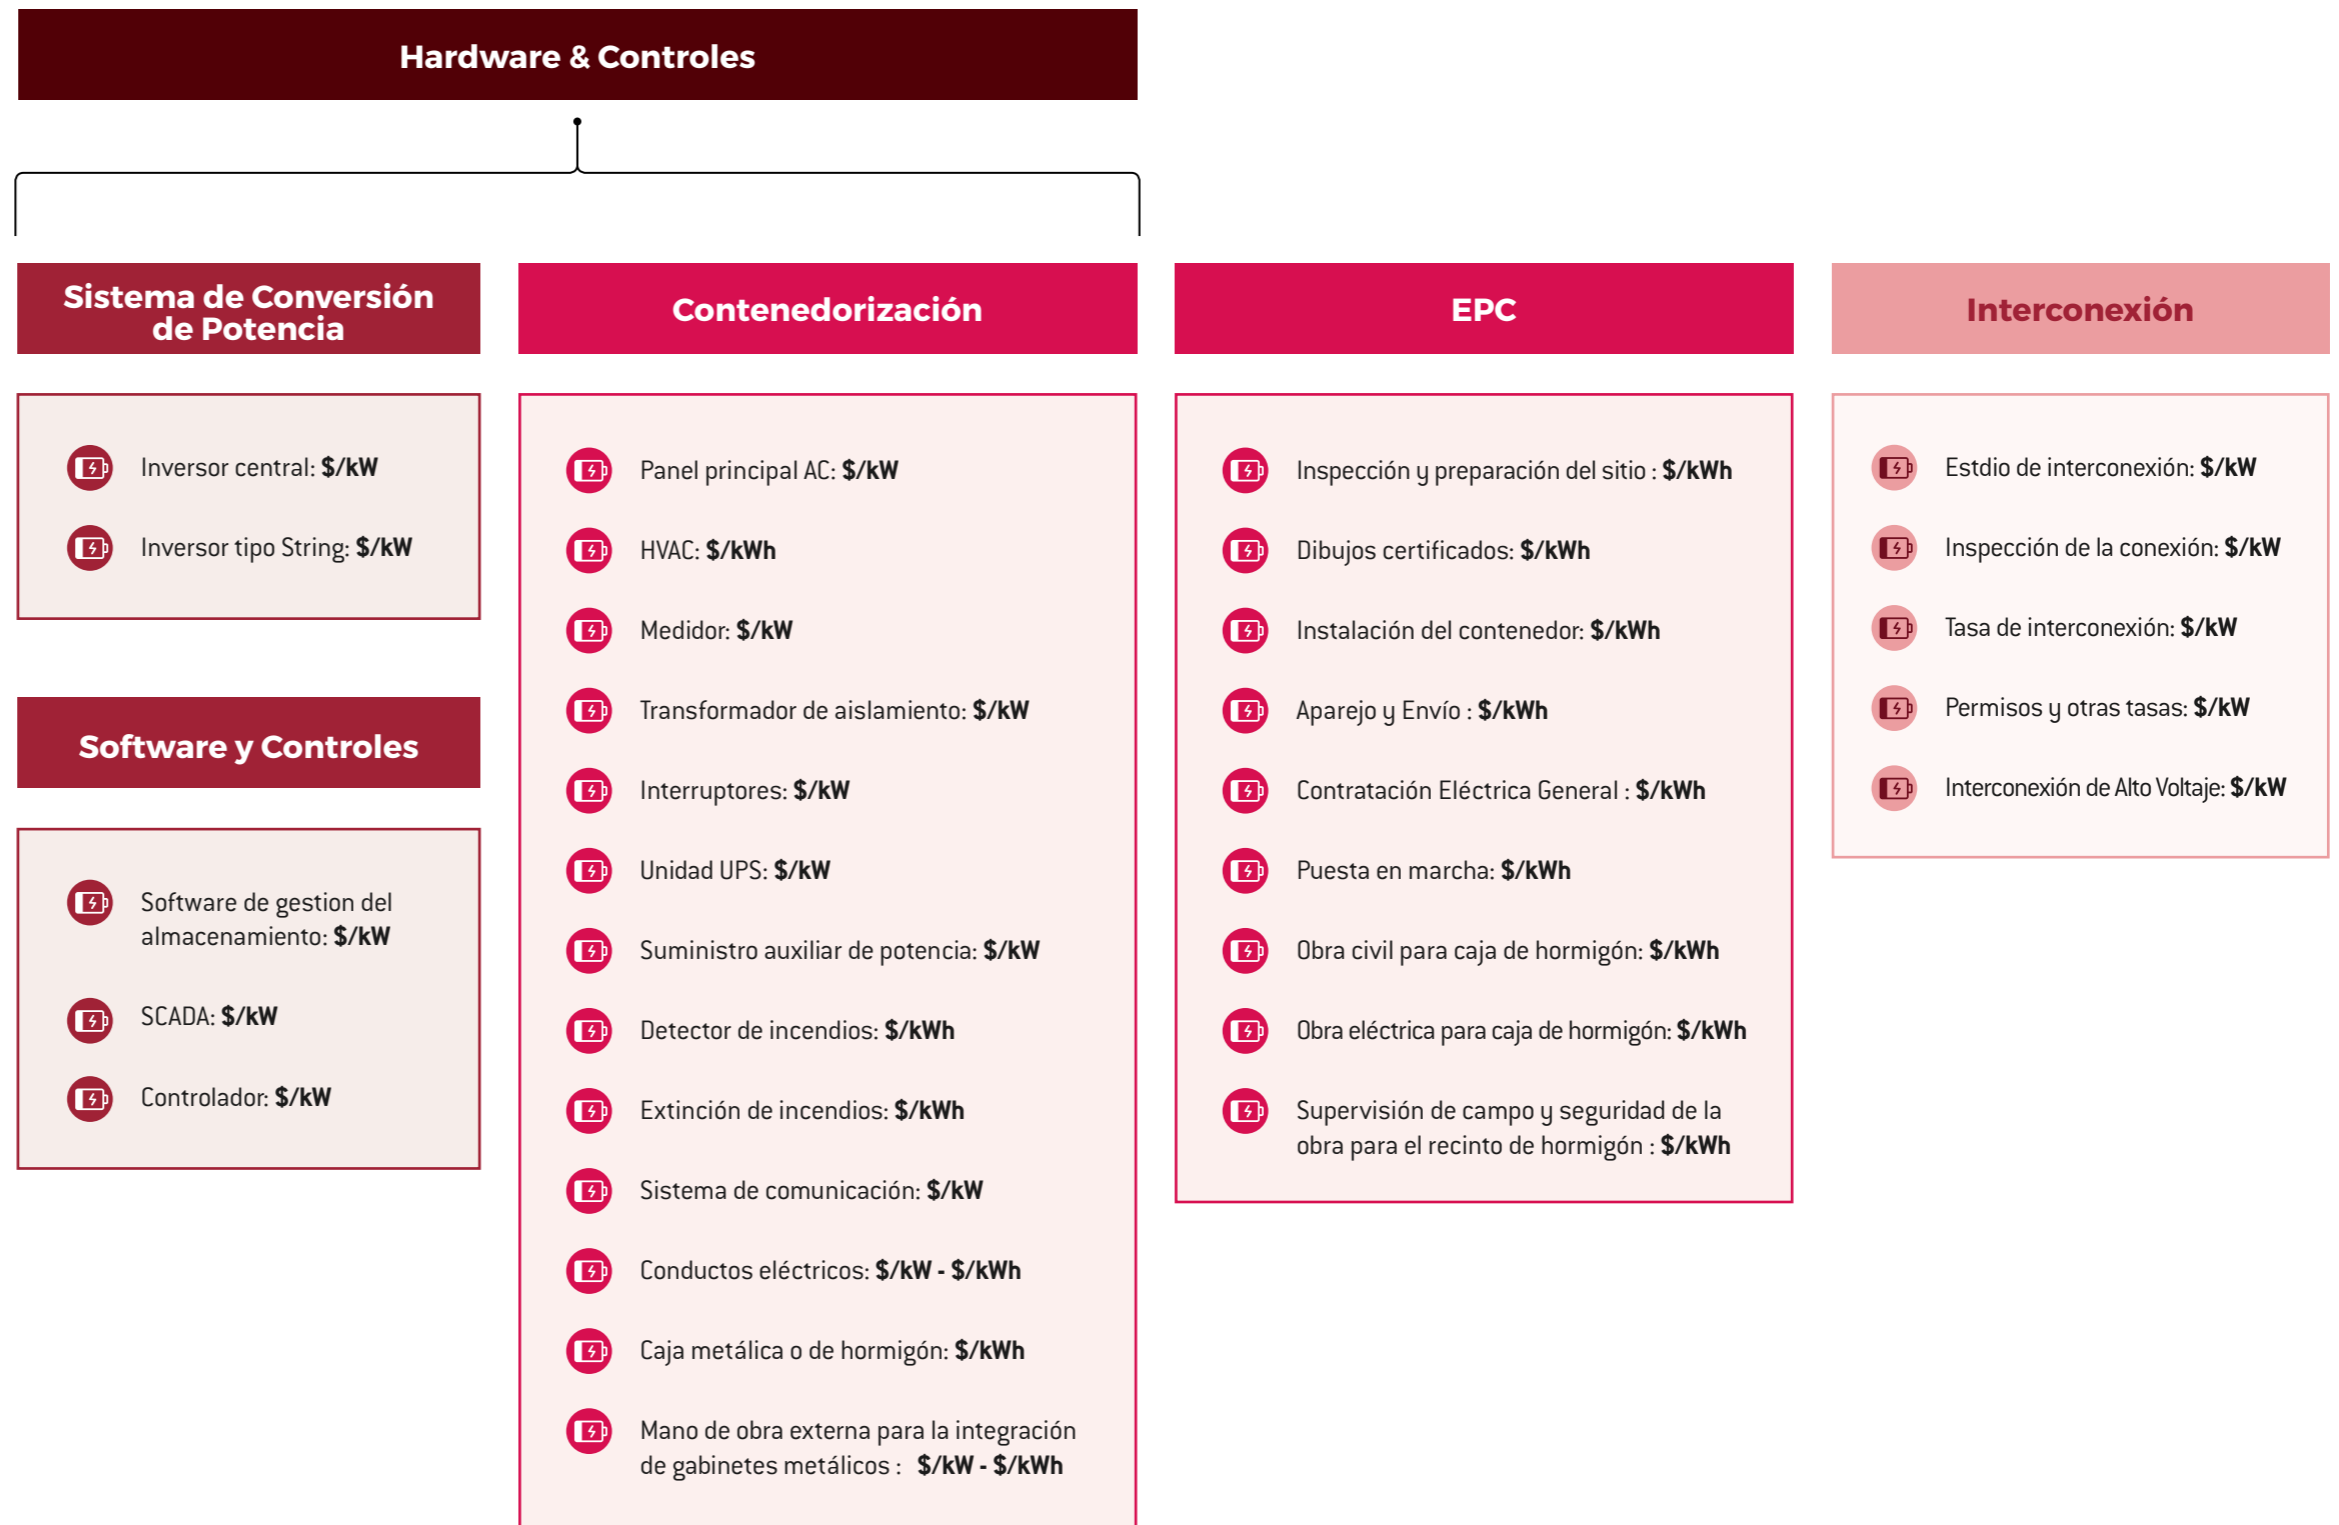 Hardware & Controles
Sistema de Conversión
de Potencia
Inversor central: $/kW
Inversor tipo String: $/kW
Software y Controles
Software de gestion del
almacenamiento: $/kW
SCADA: $/kW
Controlador: $/kW
Contenedorización
Panel principal AC: $/kW
HVAC: $/kWh
Medidor: $/kW
Transformador de aislamiento: $/kW
Interruptores: $/kW
Unidad UPS: $/kW
Suministro auxiliar de potencia: $/kW
Detector de incendios: $/kWh
Extinción de incendios: $/kWh
Sistema de comunicación: $/kW
Conductos eléctricos: $/kW - $/kWh
Caja metálica o de hormigón: $/kWh
Mano de obra externa para la integración
de gabinetes metálicos : $/kW - $/kWh
EPC
Inspección y preparación del sitio : $/kWh
Dibujos certificados: $/kWh
Instalación del contenedor: $/kWh
Aparejo y Envío : $/kWh
Contratación Eléctrica General : $/kWh
Puesta en marcha: $/kWh
Obra civil para caja de hormigón: $/kWh
Obra eléctrica para caja de hormigón: $/kWh
Supervisión de campo y seguridad de la
obra para el recinto de hormigón : $/kWh
Interconexión
Estdio de interconexión: $/kW
Inspección de la conexión: $/kW
Tasa de interconexión: $/kW
Permisos y otras tasas: $/kW
Interconexión de Alto Voltaje: $/kW